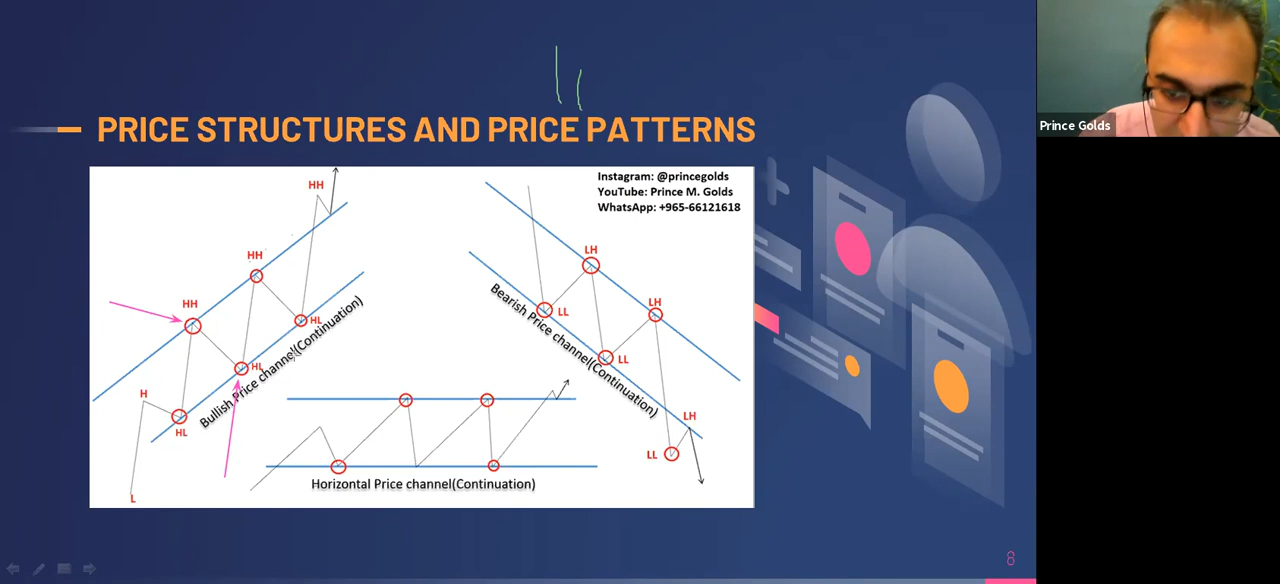 Prince Golds
PRICE STRUCTURES AND PRICE PATTERNS
Instagram: @princegolds
YouTube: Prince M. Golds
WhatsApp: +965-66121618
HH
HH
HH
H
HL
HL
HL
L
Bullish Price channel(Continuation)
LH
LL
LH
LL
LH
LL
Bearish Price channel(Continuation)
Horizontal Price channel(Continuation)
8